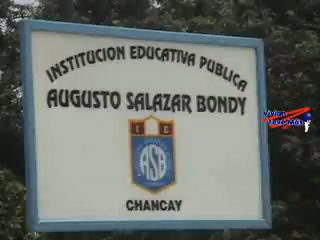 INSTITUCION EDUCATIVA PUBLICA
AUGUSTO SALAZAR BONDY
I E
ASB
CHANCAY